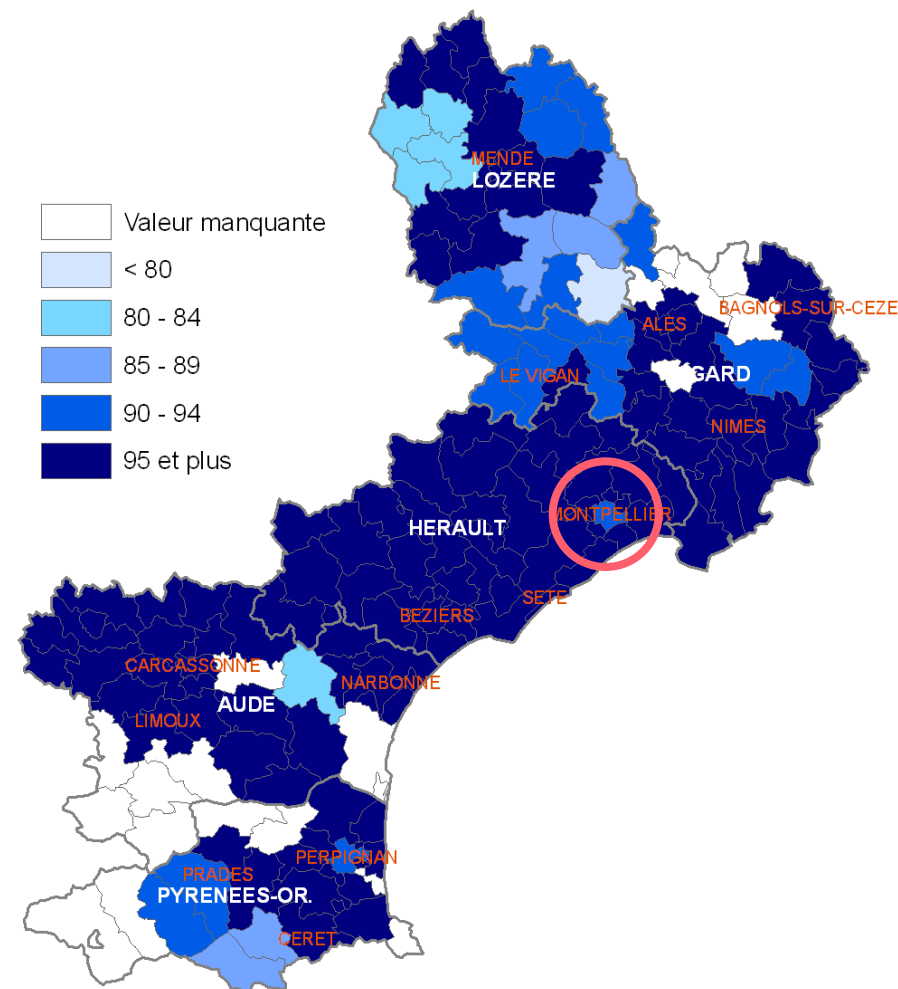 MENDE
LOZERE
Valeur manquante
< 80
80 - 84
85 - 89
90 - 94
95 et plus
BAGNOLS-SUR-CEZE
ALES
LE VIGAN
GARD
NIMES
MONTPELLIER
HERAULT
SETE
BEZIERS
CARCASSONNE
NARBONNE
AUDE
LIMOUX
PERPIGNAN
PRADES
PYRENEES-OR.
CERET